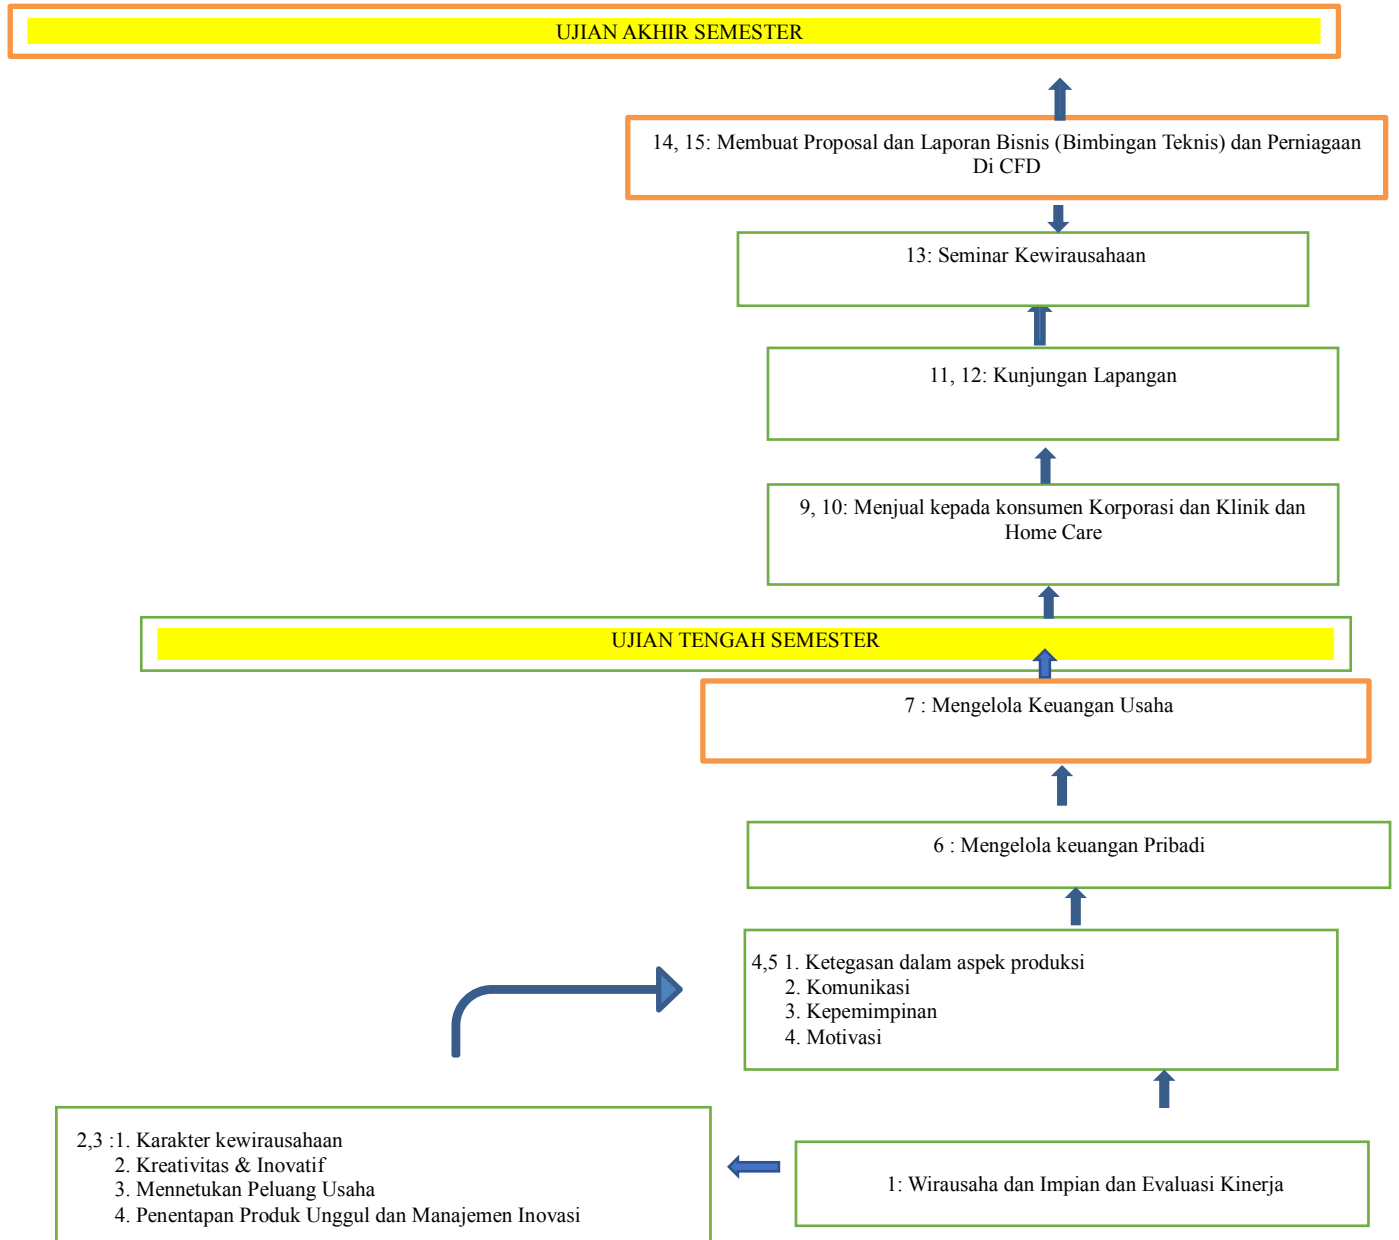 UJIAN AKHIR SEMESTER
14, 15: Membuat Proposal dan Laporan Bisnis (Bimbingan Teknis) dan Perniagaan
Di CFD
13: Seminar Kewirausahaan
11, 12: Kunjungan Lapangan
9, 10: Menjual kepada konsumen Korporasi dan Klinik dan
Home Care
UJIAN TENGAH SEMESTER
7 : Mengelola Keuangan Usaha
6 : Mengelola keuangan Pribadi
4,5 1. Ketegasan dalam aspek produksi
2. Komunikasi
3. Kepemimpinan
4. Motivasi
2,3 :1. Karakter kewirausahaan
2. Kreativitas & Inovatif
3. Mennetukan Peluang Usaha
4. Penentapan Produk Unggul dan Manajemen Inovasi
1: Wirausaha dan Impian dan Evaluasi Kinerja